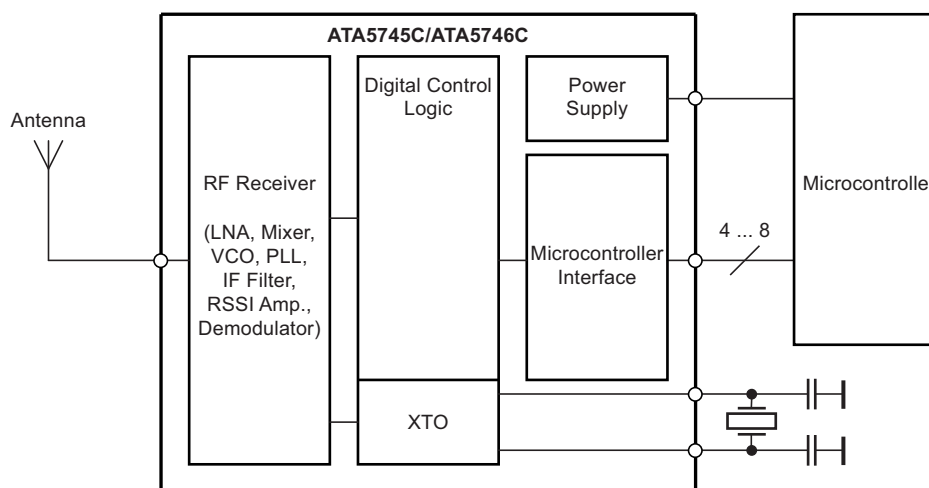 ATA5745C/ATA5746C
Antenna
RF Receiver
(LNA, Mixer,
VCO, PLL,
IF Filter,
RSSI Amp.,
Demodulator)
Digital Control
Logic
XTO
Power
Supply
Microcontroller
Interface
4 ... 8
Microcontrolle